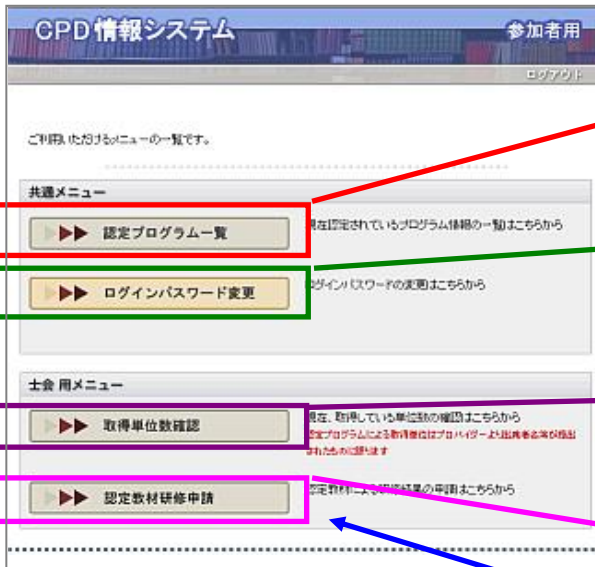 CPD情報システム
参加者用
ログアウト
ご利用いただけるメニューの一覧です。
共通メニュー
認定プログラム一覧
現在認定されているプログラム情報の一覧はこちらから
ログインパスワード変更
ログインパスワードの変更はこちらから
士会 用メニュー
取得単位数確認
現在、取得している単位数の確認はこちらから
認定プログラムによる取得単位はプロバイダーより出席者名簿が提出
されたものに限ります
認定教材研修申請
認定教材による研修結果の申請はこちらから